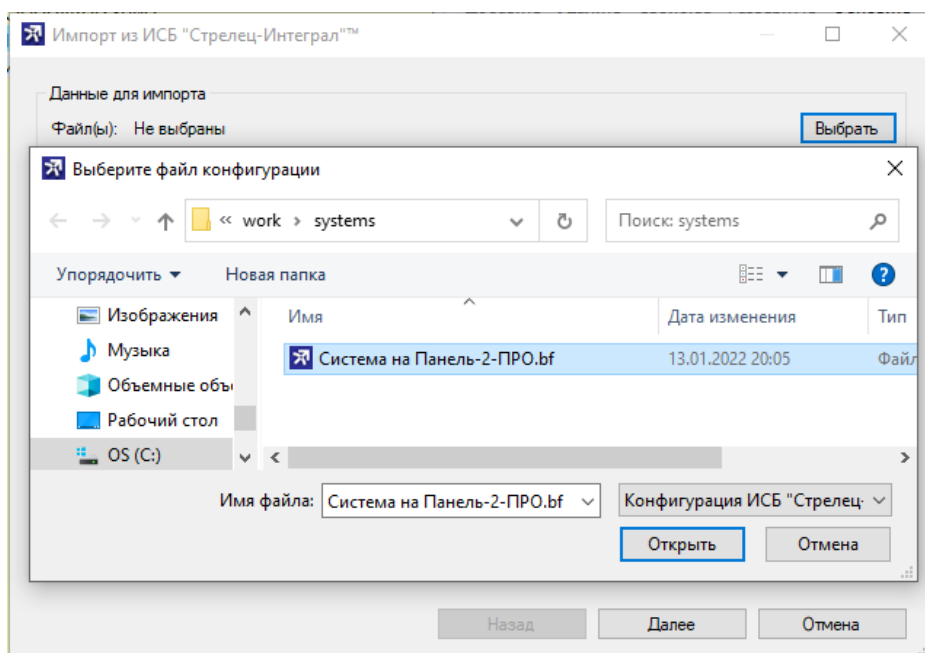 Импорт из ИСБ "Стрелец-Интеграл"™
Данные для импорта
Файл(ы): Не выбраны
Выбрать
Выберите файл конфигурации
« work › systems
Поиск: systems
Упорядочить
Новая папка
Изображения
Имя
Дата изменения
Тип
Музыка
Система на Панель-2-ПРО.bf
13.01.2022 20:05
Файл
Объемные объ
Рабочий стол
OS (C:)
Имя файла:
Система на Панель-2-ПРО.bf
Конфигурация ИСБ "Стрелец-
Открыть
Отмена
Назад
Далее
Отмена